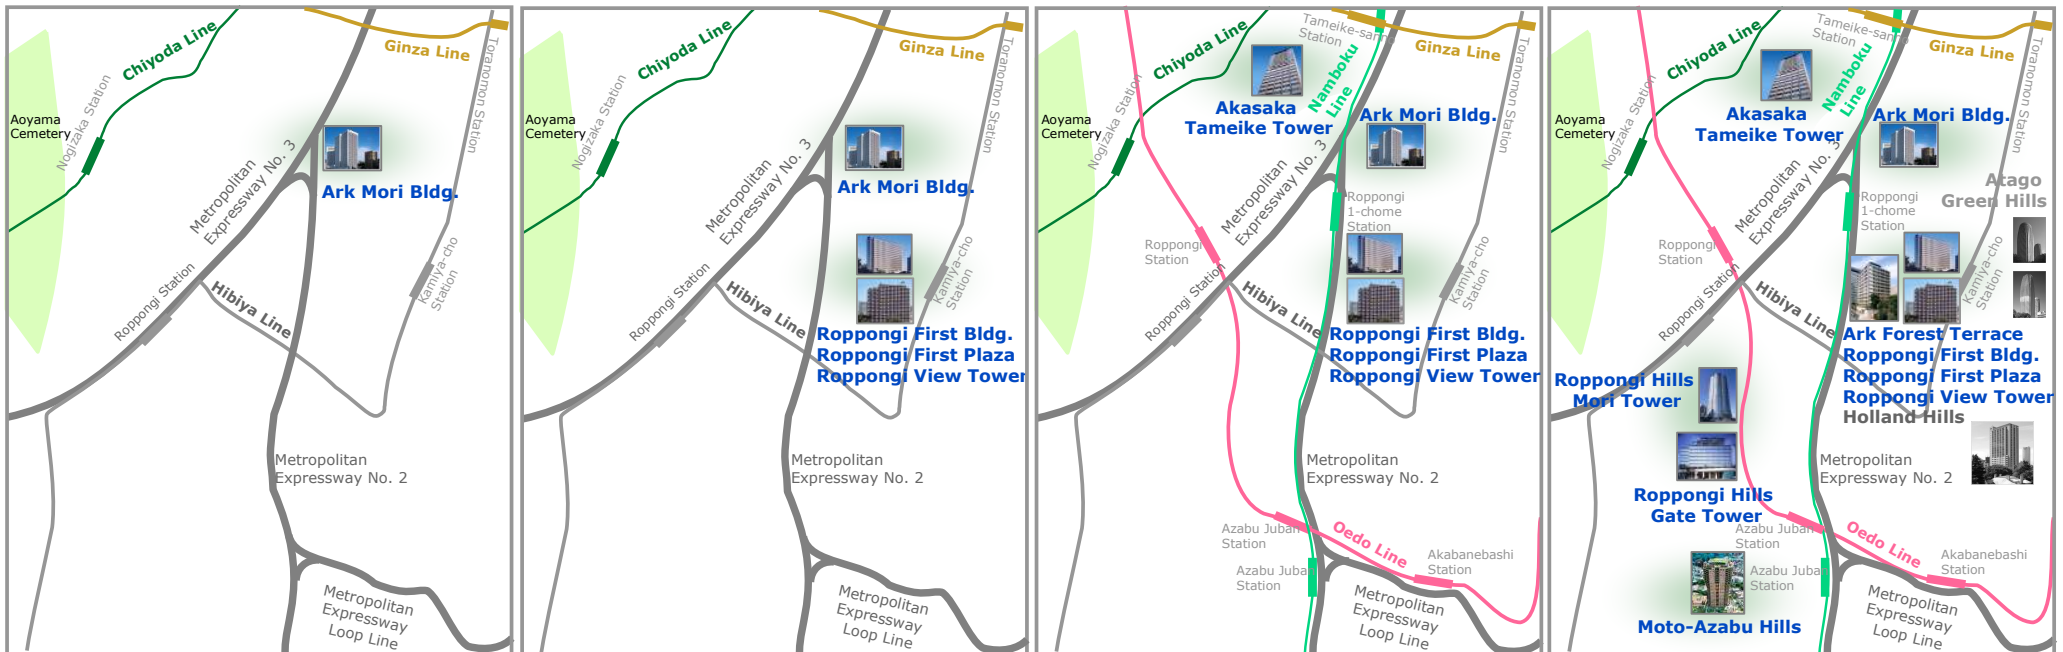 Chiyoda Line
Ginza Line
Toranomon Station
Nogizaka Station
Aoyama
Cemetery
Metropolitan
Expressway No. 3
Ark Mori Bldg.
Kamiya-cho
Station
Roppongi Station
Hibiya Line
Metropolitan
Expressway No. 2
Metropolitan
Expressway
Loop Line
Chiyoda Line
Ginza Line
Toranomon Station
Nogizaka Station
Aoyama
Cemetery
Metropolitan
Expressway No. 3
Ark Mori Bldg.
Kamiya-cho
Station
Roppongi Station
Hibiya Line
Roppongi First Bldg.
Roppongi First Plaza
Roppongi View Tower
Metropolitan
Expressway No. 2
Metropolitan
Expressway
Loop Line
Tameike-sanno
Station
Chiyoda Line
Ginza Line
Namboku
Line
Toranomon Station
Nogizaka Station
Akasaka
Tameike Tower
Ark Mori Bldg.
Aoyama
Cemetery
Metropolitan
Expressway No. 3
Roppongi
1-chome
Station
Roppongi
Station
Kamiya-cho
Station
Roppongi Station
Hibiya Line
Roppongi First Bldg.
Roppongi First Plaza
Roppongi View Tower
Metropolitan
Expressway No. 2
Azabu Juban
Station
Oedo Line
Akabanebashi
Station
Azabu Juban
Station
Metropolitan
Expressway
Loop Line
Tameike-sanno
Station
Chiyoda Line
Ginza Line
Namboku
Line
Toranomon Station
Nogizaka Station
Akasaka
Tameike Tower
Ark Mori Bldg.
Aoyama
Cemetery
Metropolitan
Expressway No. 3
Atago
Green Hills
Roppongi
1-chome
Station
Roppongi
Station
Kamiya-cho
Station
Roppongi Station
Hibiya Line
Ark Forest Terrace
Roppongi First Bldg.
Roppongi First Plaza
Roppongi View Tower
Holland Hills
Roppongi Hills
Mori Tower
Metropolitan
Expressway No. 2
Roppongi Hills
Gate Tower
Azabu Juban
Station
Oedo Line
Akabanebashi
Station
Azabu Juban
Station
Metropolitan
Expressway
Loop Line
Moto-Azabu Hills